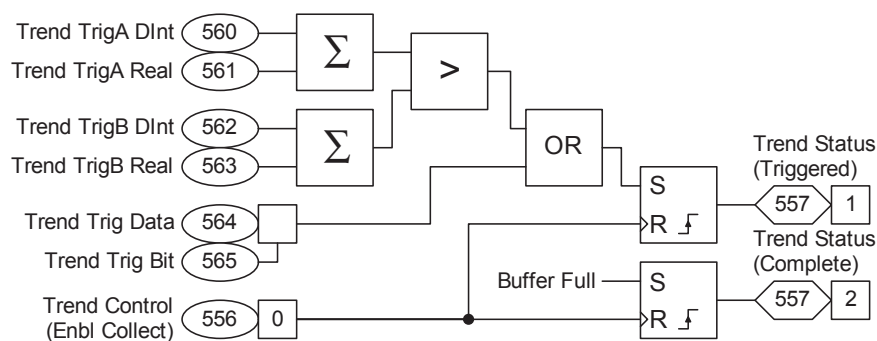 Trend TrigA DInt 560
Trend TrigA Real 561
Σ
>
Trend TrigB DInt 562
Trend TrigB Real 563
Σ
OR
Trend Trig Data 564
Trend Trig Bit 565
S
R
Trend Status
(Triggered)
557 1
Trend Control
(Enbl Collect)
556 0
Buffer Full
S
R
Trend Status
(Complete)
557 2